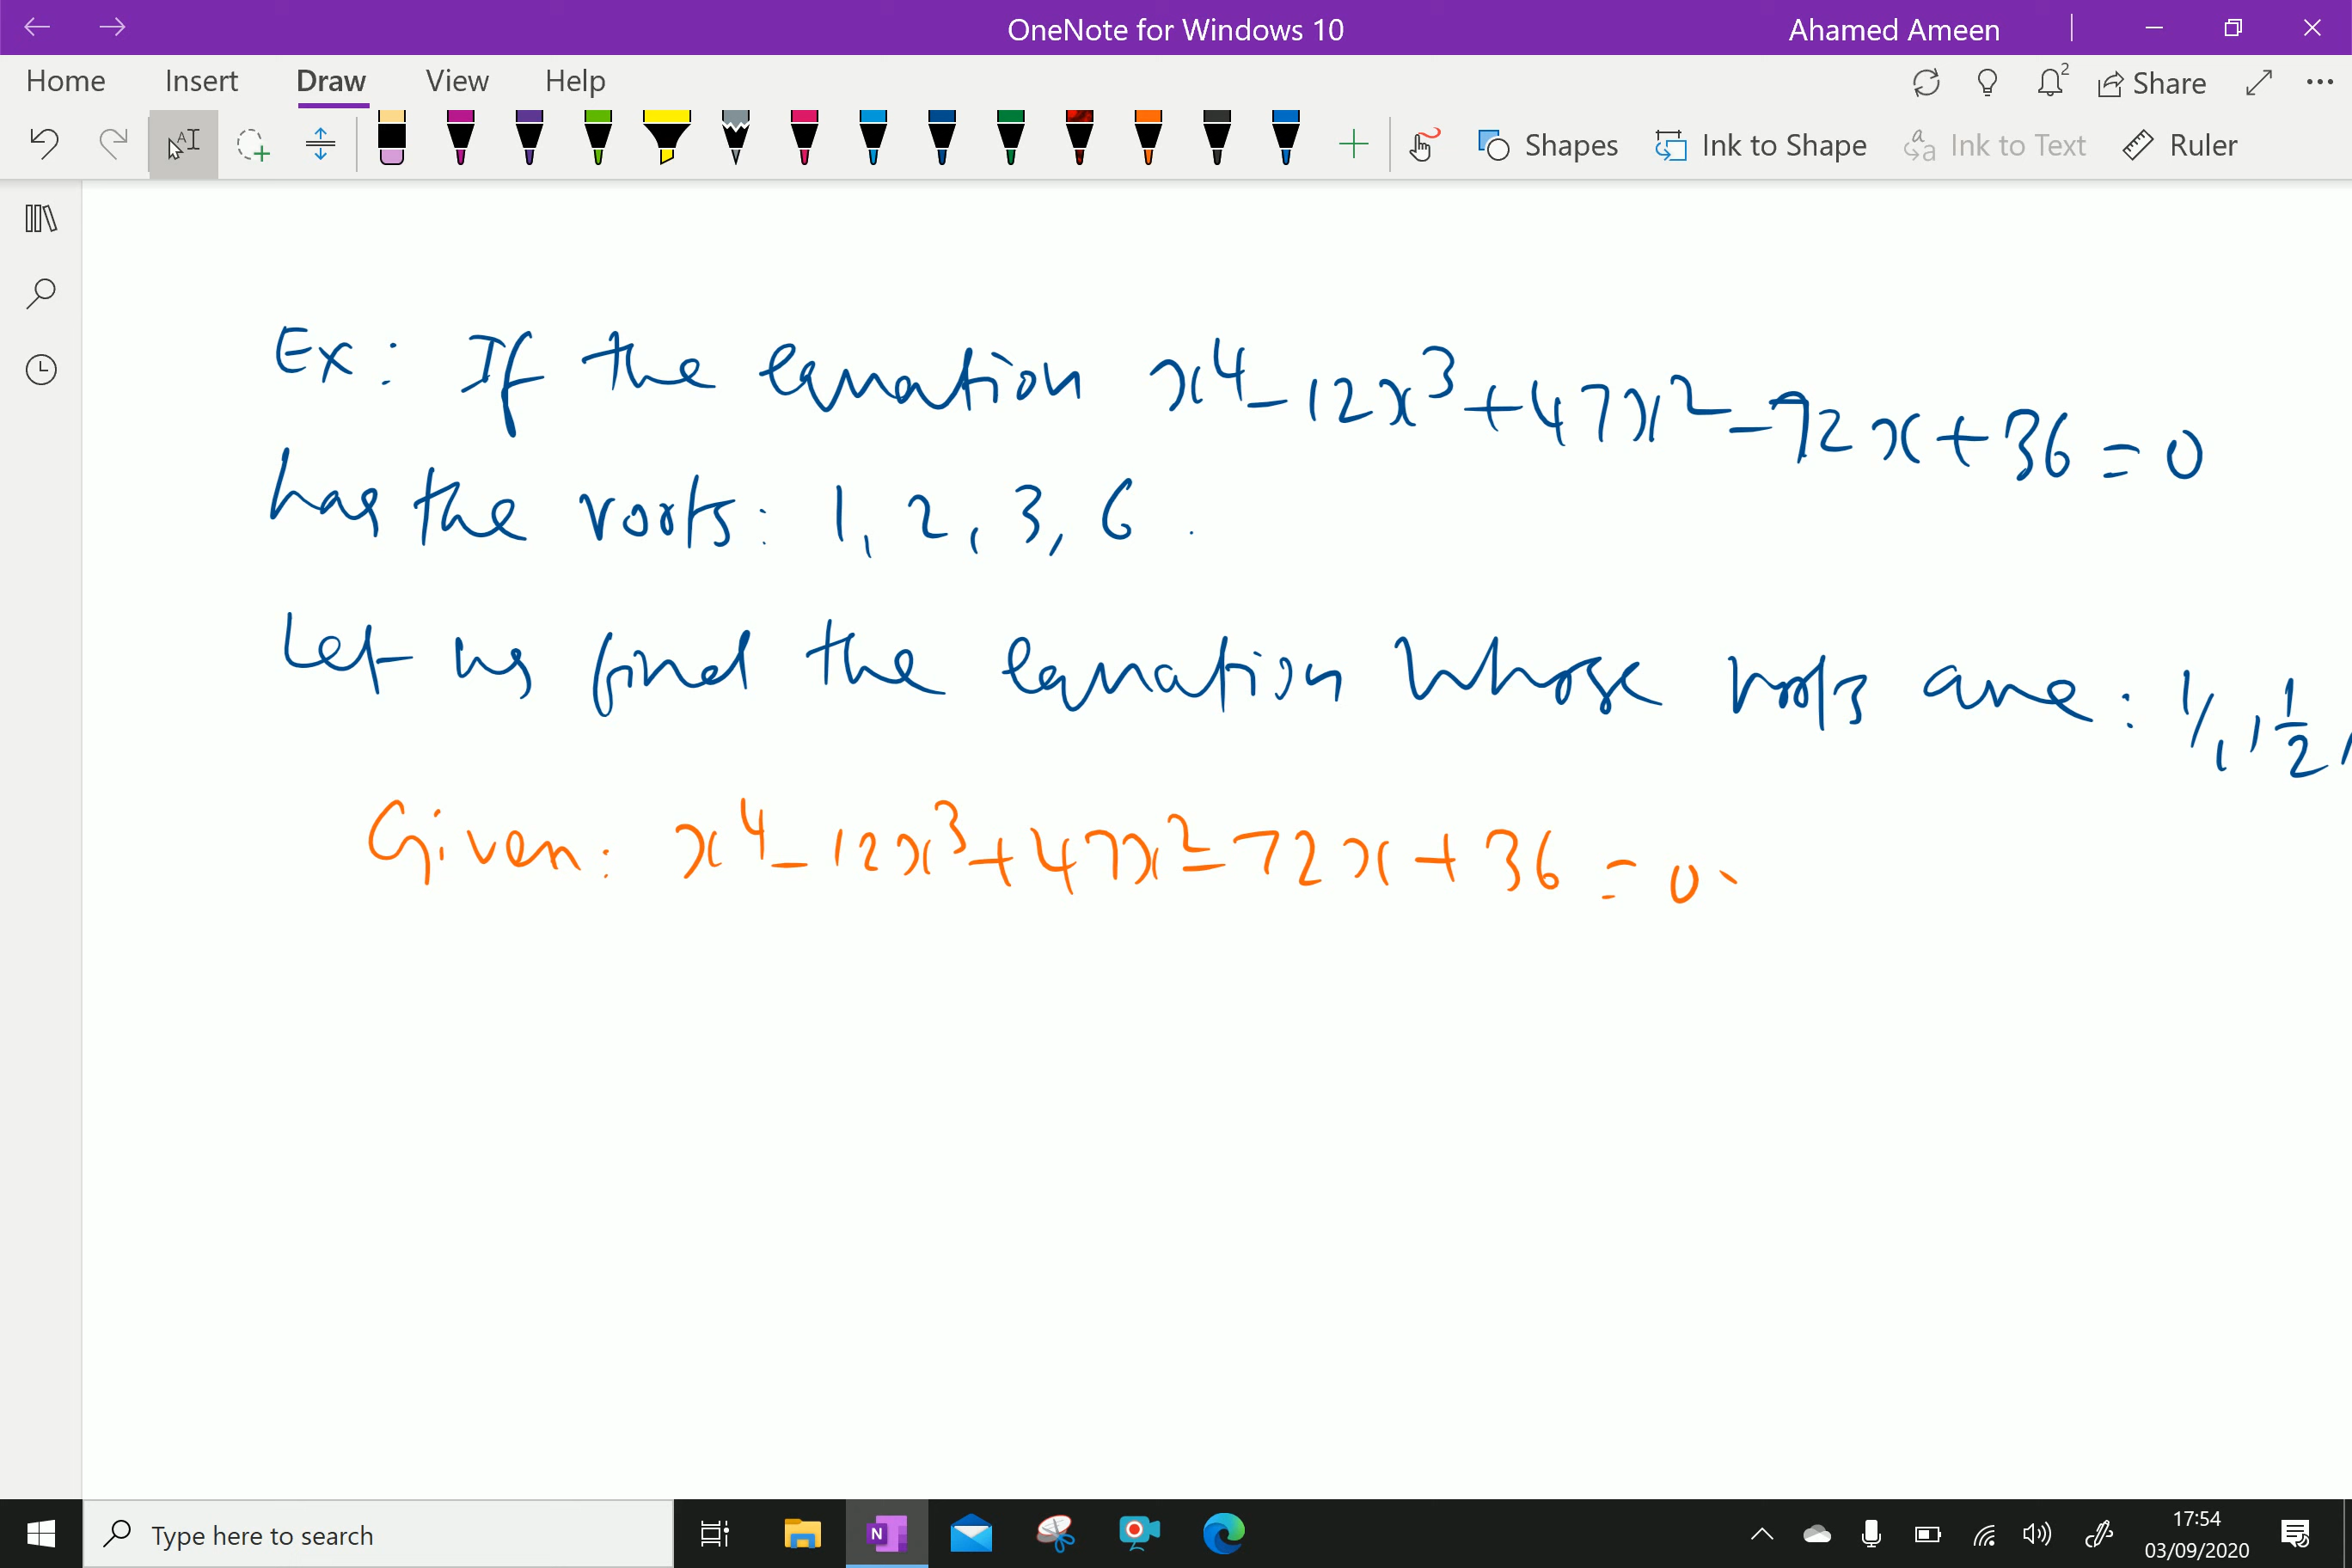 OneNote for Windows 10
Ahamed Ameen
Home Insert Draw View Help
2 Share
Shapes Ink to Shape Ink to Text Ruler
Ex: If the equation x⁴-12x³+47x²-72x+36=0
has the roots: 1, 2, 3, 6.
Let us find the equation whose roots are: 1/1, 1/2,
Given: x⁴-12x³+47x²-72x+36=0.
Type here to search
17:54
03/09/2020